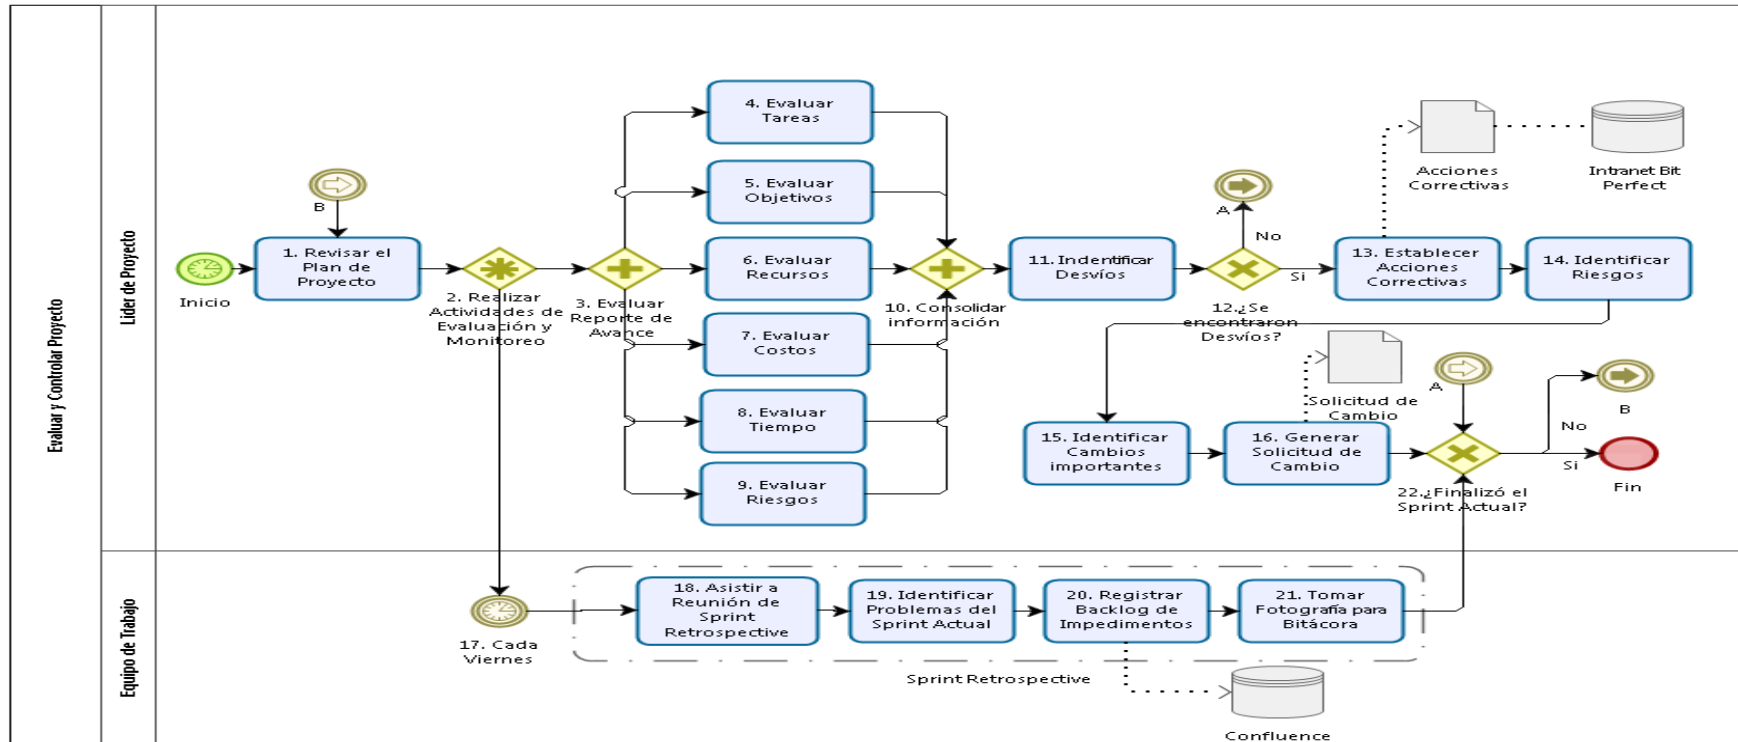 Evaluar y Controlar Proyecto
Líder de Proyecto
Inicio
B
1. Revisar el
Plan de
Proyecto
2. Realizar
Actividades de
Evaluación y
Monitoreo
3. Evaluar
Reporte de
Avance
4. Evaluar
Tareas
5. Evaluar
Objetivos
6. Evaluar
Recursos
7. Evaluar
Costos
8. Evaluar
Tiempo
9. Evaluar
Riesgos
10. Consolidar
información
11. Indentificar
Desvíos
A
No
Si
12.¿Se
encontraron
Desvíos?
13. Establecer
Acciones
Correctivas
Acciones
Correctivas
Intranet Bit
Perfect
14. Identificar
Riesgos
15. Identificar
Cambios
importantes
16. Generar
Solicitud de
Cambio
Solicitud de
Cambio
A
22.¿Finalizó el
Sprint Actual?
No
Si
B
Fin
Equipo de Trabajo
17. Cada
Viernes
18. Asistir a
Reunión de
Sprint
Retrospective
19. Identificar
Problemas del
Sprint Actual
20. Registrar
Backlog de
Impedimentos
21. Tomar
Fotografía para
Bitácora
Sprint Retrospective
Confluence